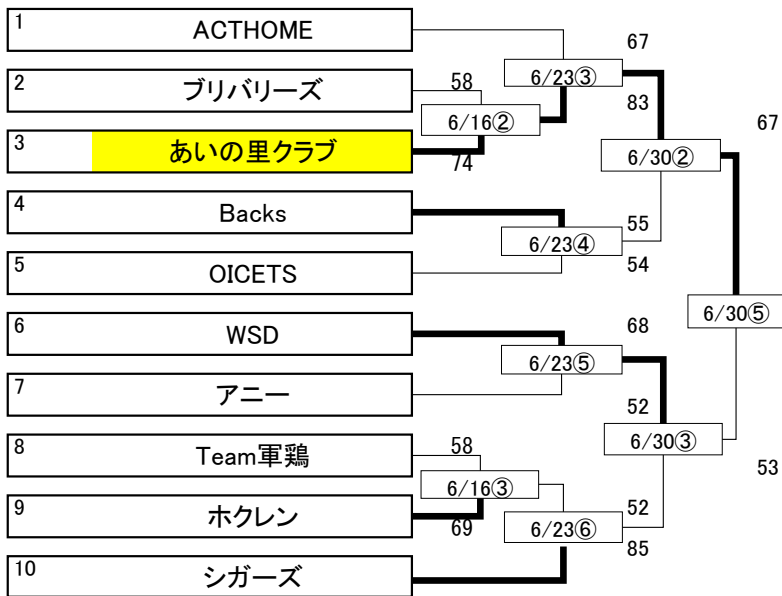 1 ACTHOME
67
6/23③
2 ブリバリーズ
58
83
6/16②
67
3 あいの里クラブ
74
6/30②
4 Backs
55
6/23④
5 OICETS
54
6/30⑤
6 WSD
68
6/23⑤
7 アニー
52
6/30③
8 Team軍鶏
58
53
6/16③
9 ホクレン
69
52
6/23⑥
85
10 シガーズ